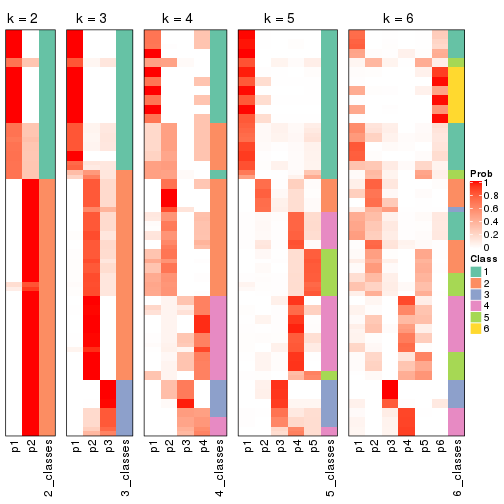 k = 2
k = 3
k = 4
k = 5
k = 6
p1
p2
2_classes
p1
p2
p3
3_classes
p1
p2
p3
p4
4_classes
p1
p2
p3
p4
p5
5_classes
p1
p2
p3
p4
p5
p6
6_classes
Prob
1
0.8
0.6
0.4
0.2
0
Class
1
2
3
4
5
6